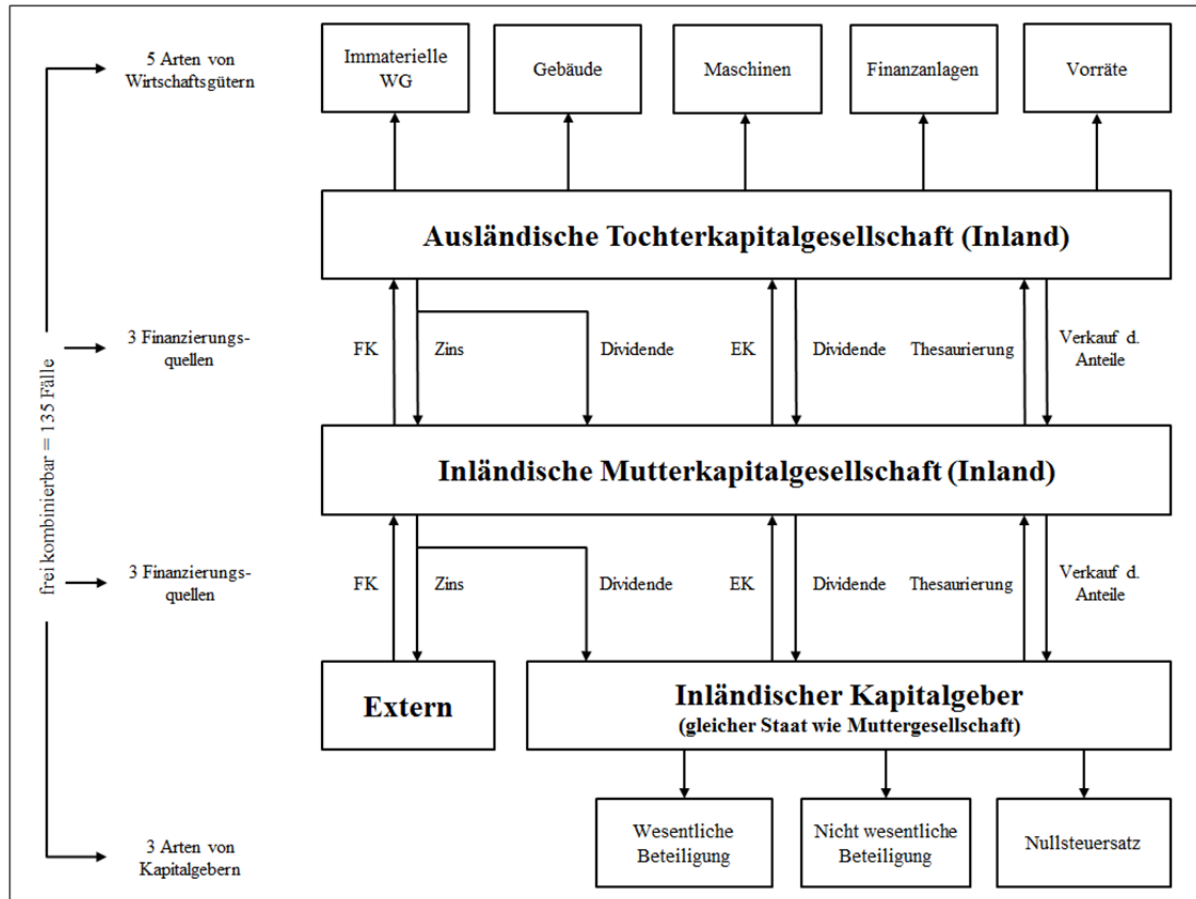 5 Arten von
Wirtschaftsgütern
Immaterielle
WG
Gebäude
Maschinen
Finanzanlagen
Vorräte
Ausländische Tochterkapitalgesellschaft (Inland)
3 Finanzierungs-
quellen
FK
Zins
Dividende
EK
Dividende
Thesaurierung
Verkauf d.
Anteile
frei kombinierbar = 135 Fälle
Inländische Mutterkapitalgesellschaft (Inland)
3 Finanzierungs-
quellen
FK
Zins
Dividende
EK
Dividende
Thesaurierung
Verkauf d.
Anteile
Extern
Inländischer Kapitalgeber
(gleicher Staat wie Muttergesellschaft)
3 Arten von
Kapitalgebern
Wesentliche
Beteiligung
Nicht wesentliche
Beteiligung
Nullsteuersatz